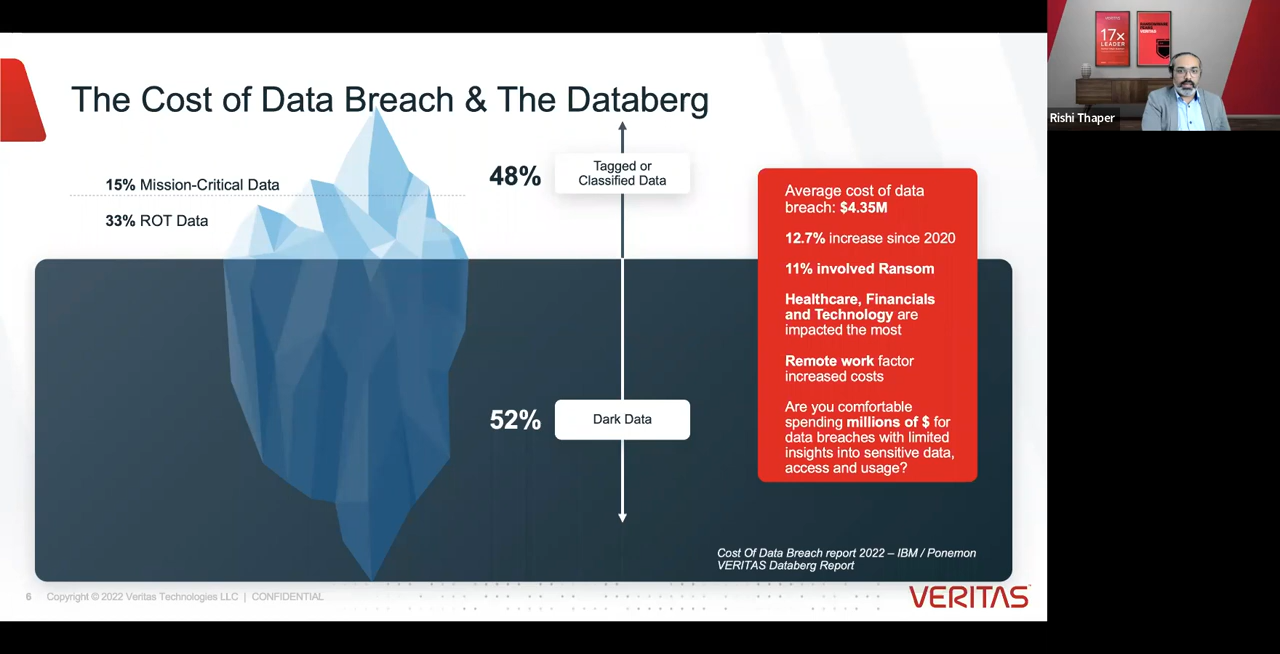 The Cost of Data Breach & The Databerg
15% Mission-Critical Data
33% ROT Data
48%
Tagged or
Classified Data
52%
Dark Data
Average cost of data
breach: $4.35M
12.7% increase since 2020
11% involved Ransom
Healthcare, Financials
and Technology are
impacted the most
Remote work factor
increased costs
Are you comfortable
spending millions of $ for
data breaches with limited
insights into sensitive data,
access and usage?
Cost Of Data Breach report 2022 – IBM / Ponemon
VERITAS Databerg Report
6 Copyright © 2022 Veritas Technologies LLC | CONFIDENTIAL
VERITAS
17x
LEADER
VERITAS
Rishi Thaper